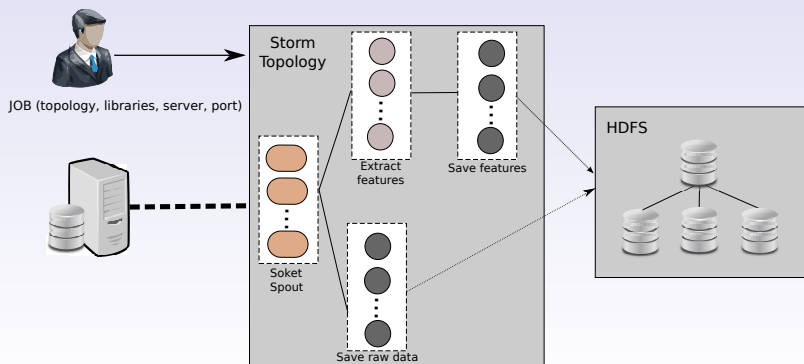 JOB (topology, libraries, server, port)
Storm
Topology
Extract
features
Save features
Soket
Spout
Save raw data
HDFS